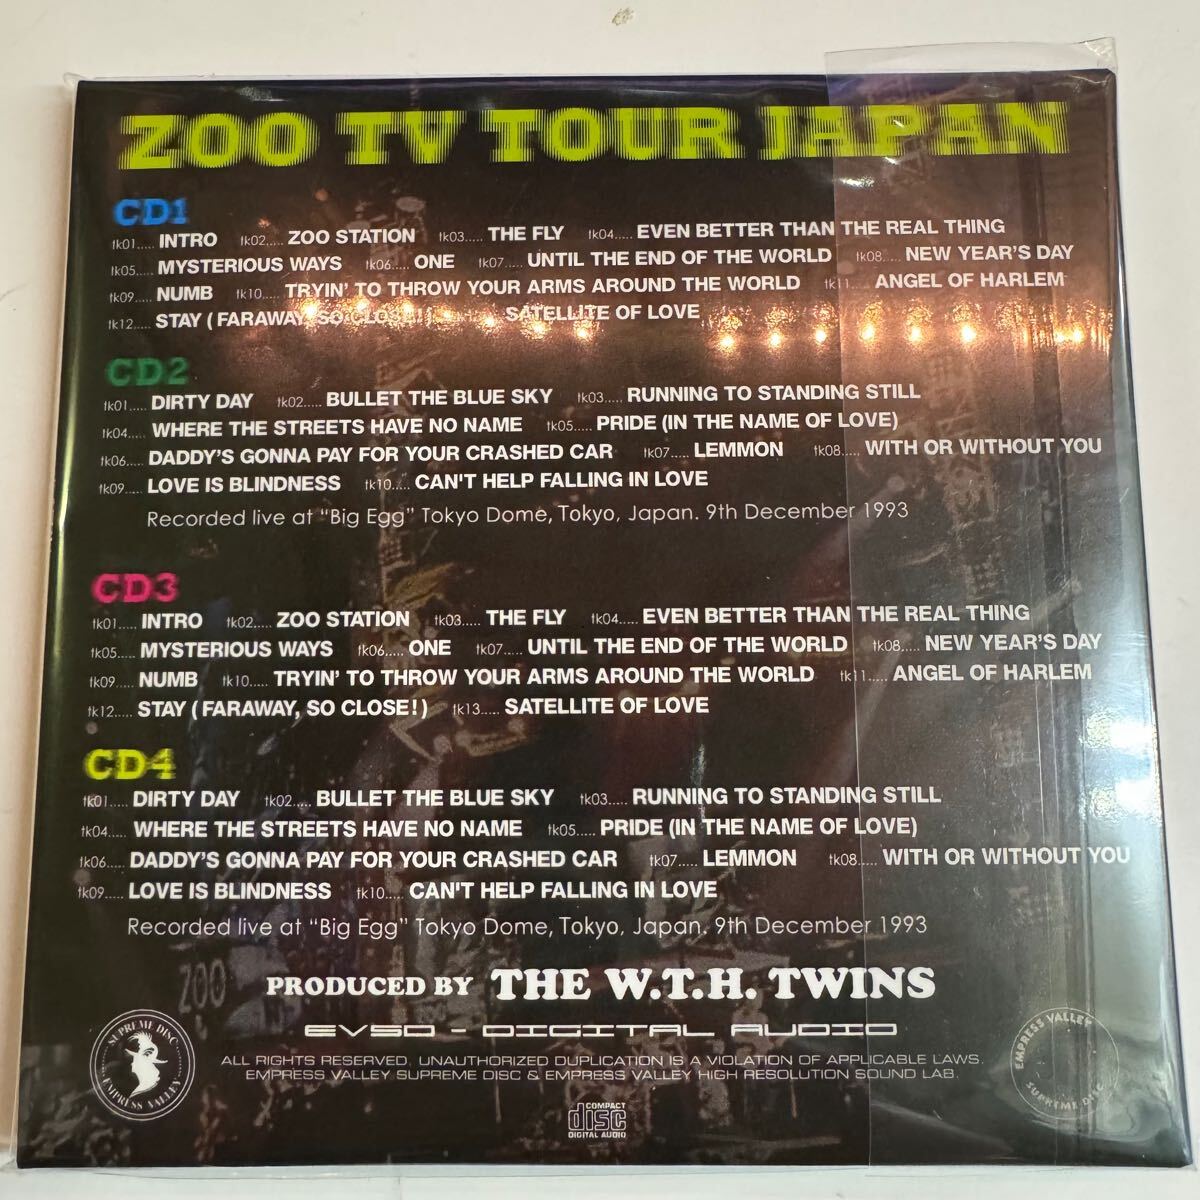 ZOO TV TOUR JAPAN
CD1
tk01..... INTRO tk02..... ZOO STATION tk03..... THE FLY tk04..... EVEN BETTER THAN THE REAL THING
tk05..... MYSTERIOUS WAYS tk06..... ONE tk07..... UNTIL THE END OF THE WORLD tk08..... NEW YEAR'S DAY
tk09..... NUMB tk10..... TRYIN' TO THROW YOUR ARMS AROUND THE WORLD tk11..... ANGEL OF HARLEM
tk12..... STAY ( FARAWAY, SO CLOSE! SATELLITE OF LOVE
CD2
tk01..... DIRTY DAY tk02..... BULLET THE BLUE SKY tk03..... RUNNING TO STANDING STILL
tk04..... WHERE THE STREETS HAVE NO NAME tk05..... PRIDE (IN THE NAME OF LOVE)
tk06..... DADDY'S GONNA PAY FOR YOUR CRASHED CAR tk07..... LEMMON tk08..... WITH OR WITHOUT YOU
tk09..... LOVE IS BLINDNESS tk10..... CAN'T HELP FALLING IN LOVE
Recorded live at "Big Egg" Tokyo Dome, Tokyo, Japan. 9th December 1993
CD3
tk01..... INTRO tk02..... ZOO STATION tk03..... THE FLY tk04..... EVEN BETTER THAN THE REAL THING
tk05..... MYSTERIOUS WAYS tk06..... ONE tk07..... UNTIL THE END OF THE WORLD tk08..... NEW YEAR'S DAY
tk09..... NUMB tk10..... TRYIN' TO THROW YOUR ARMS AROUND THE WORLD tk11..... ANGEL OF HARLEM
tk12..... STAY ( FARAWAY, SO CLOSE! ) tk13..... SATELLITE OF LOVE
CD4
tk01..... DIRTY DAY tk02..... BULLET THE BLUE SKY tk03..... RUNNING TO STANDING STILL
tk04..... WHERE THE STREETS HAVE NO NAME tk05..... PRIDE (IN THE NAME OF LOVE)
tk06..... DADDY'S GONNA PAY FOR YOUR CRASHED CAR tk07..... LEMMON tk08..... WITH OR WITHOUT YOU
tk09..... LOVE IS BLINDNESS tk10..... CAN'T HELP FALLING IN LOVE
Recorded live at "Big Egg" Tokyo Dome, Tokyo, Japan. 9th December 1993
ZOO
PRODUCED BY THE W.T.H. TWINS
EVSD - DIGITAL AUDIO
ALL RIGHTS RESERVED. UNAUTHORIZED DUPLICATION IS A VIOLATION OF APPLICABLE LAWS.
EMPRESS VALLEY SUPREME DISC & EMPRESS VALLEY HIGH RESOLUTION SOUND LAB.
SUPREME DISC
EMPRESS VALLEY
EMPRESS VALLEY
SUPREME DISC
COMPACT
disc
DIGITAL AUDIO